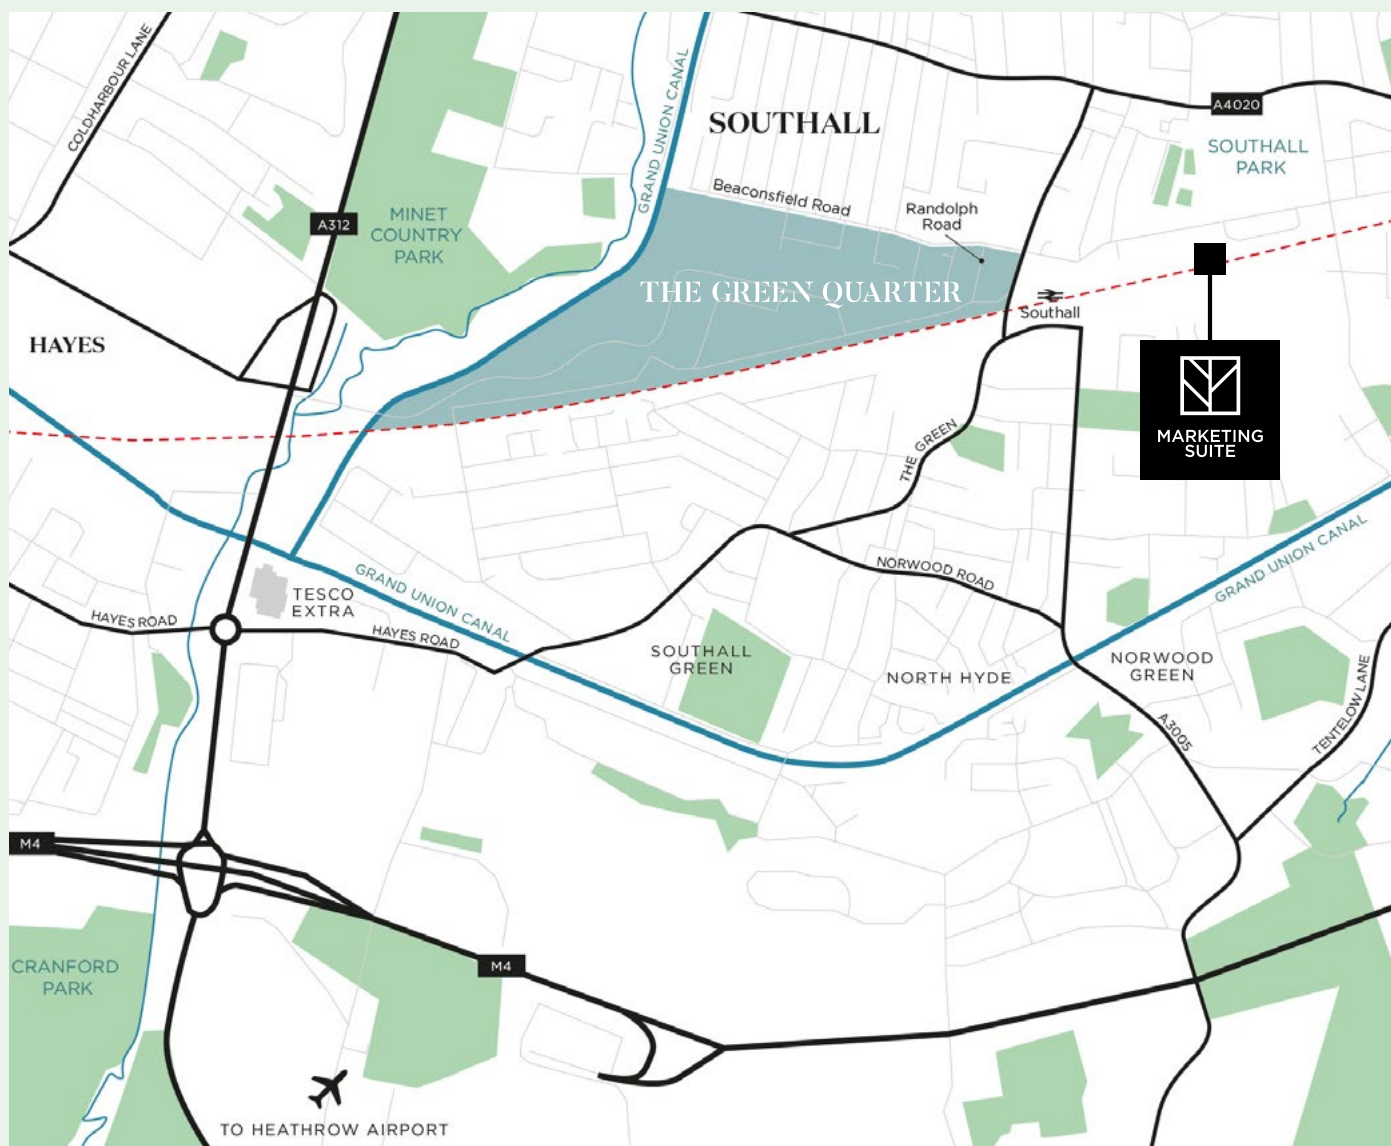 COLDHARBOUR LANE
GRAND UNION CANAL
SOUTHALL
A4020
SOUTHALL
PARK
Beaconsfield Road
Randolph
Road
A312
MINET
COUNTRY
PARK
THE GREEN QUARTER
Southall
HAYES
MARKETING
SUITE
THE GREEN
GRAND UNION CANAL
NORWOOD ROAD
TESCO
EXTRA
GRAND UNION CANAL
HAYES ROAD
HAYES ROAD
SOUTHALL
GREEN
NORTH HYDE
NORWOOD
GREEN
TENTELOW LANE
A3005
M4
CRANFORD
PARK
M4
TO HEATHROW AIRPORT